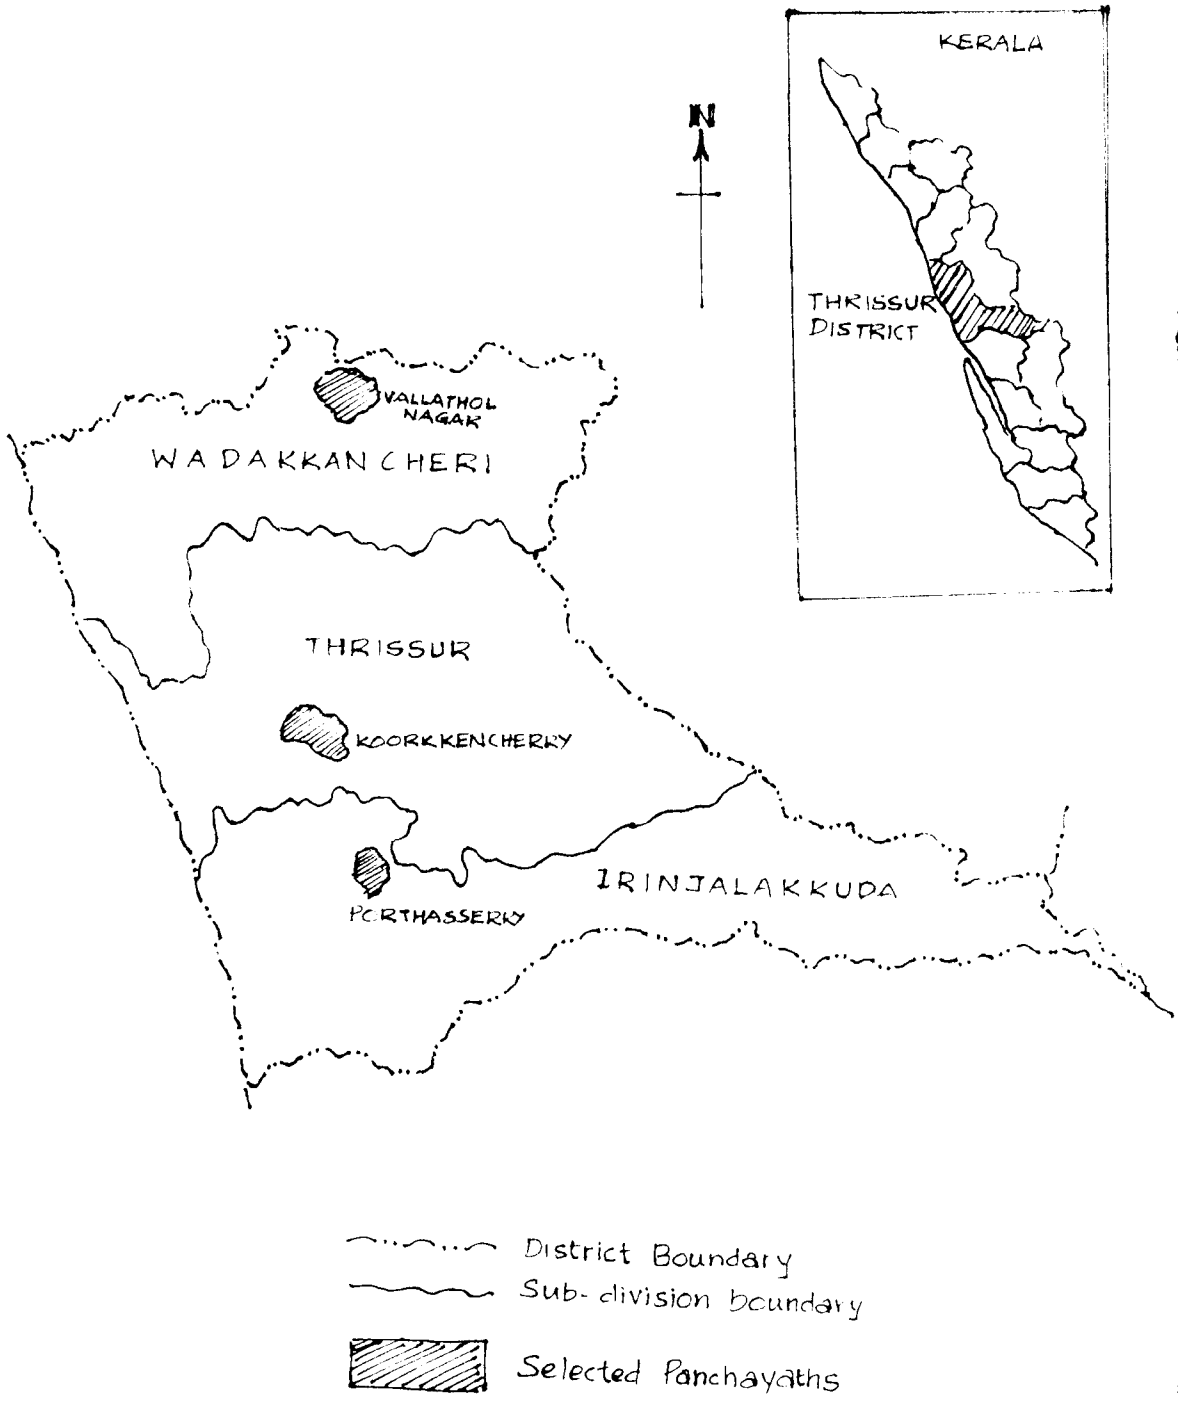 KERALA
N
THRISSUR
DISTRICT
VALLATHOL
NAGAR
WADAKKANCHERI
THRISSUR
KOORKKENCHERRY
IRINJALAKKUDA
PORTHASSERRY
District Boundary
Sub-division boundary
Selected Panchayaths